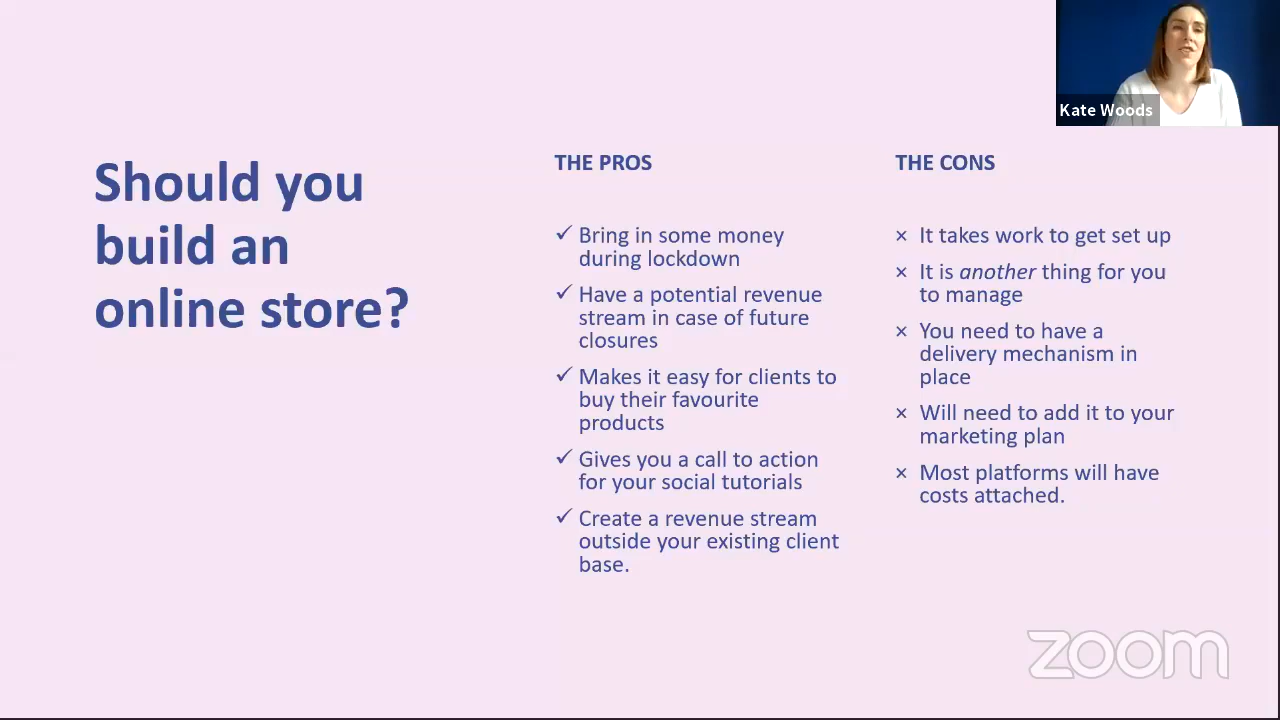 Kate Woods
Should you
build an
online store?
THE PROS
✓ Bring in some money
during lockdown
✓ Have a potential revenue
stream in case of future
closures
✓ Makes it easy for clients to
buy their favourite
products
✓ Gives you a call to action
for your social tutorials
✓ Create a revenue stream
outside your existing client
base.
THE CONS
× It takes work to get set up
× It is another thing for you
to manage
× You need to have a
delivery mechanism in
place
× Will need to add it to your
marketing plan
× Most platforms will have
costs attached.
zoom